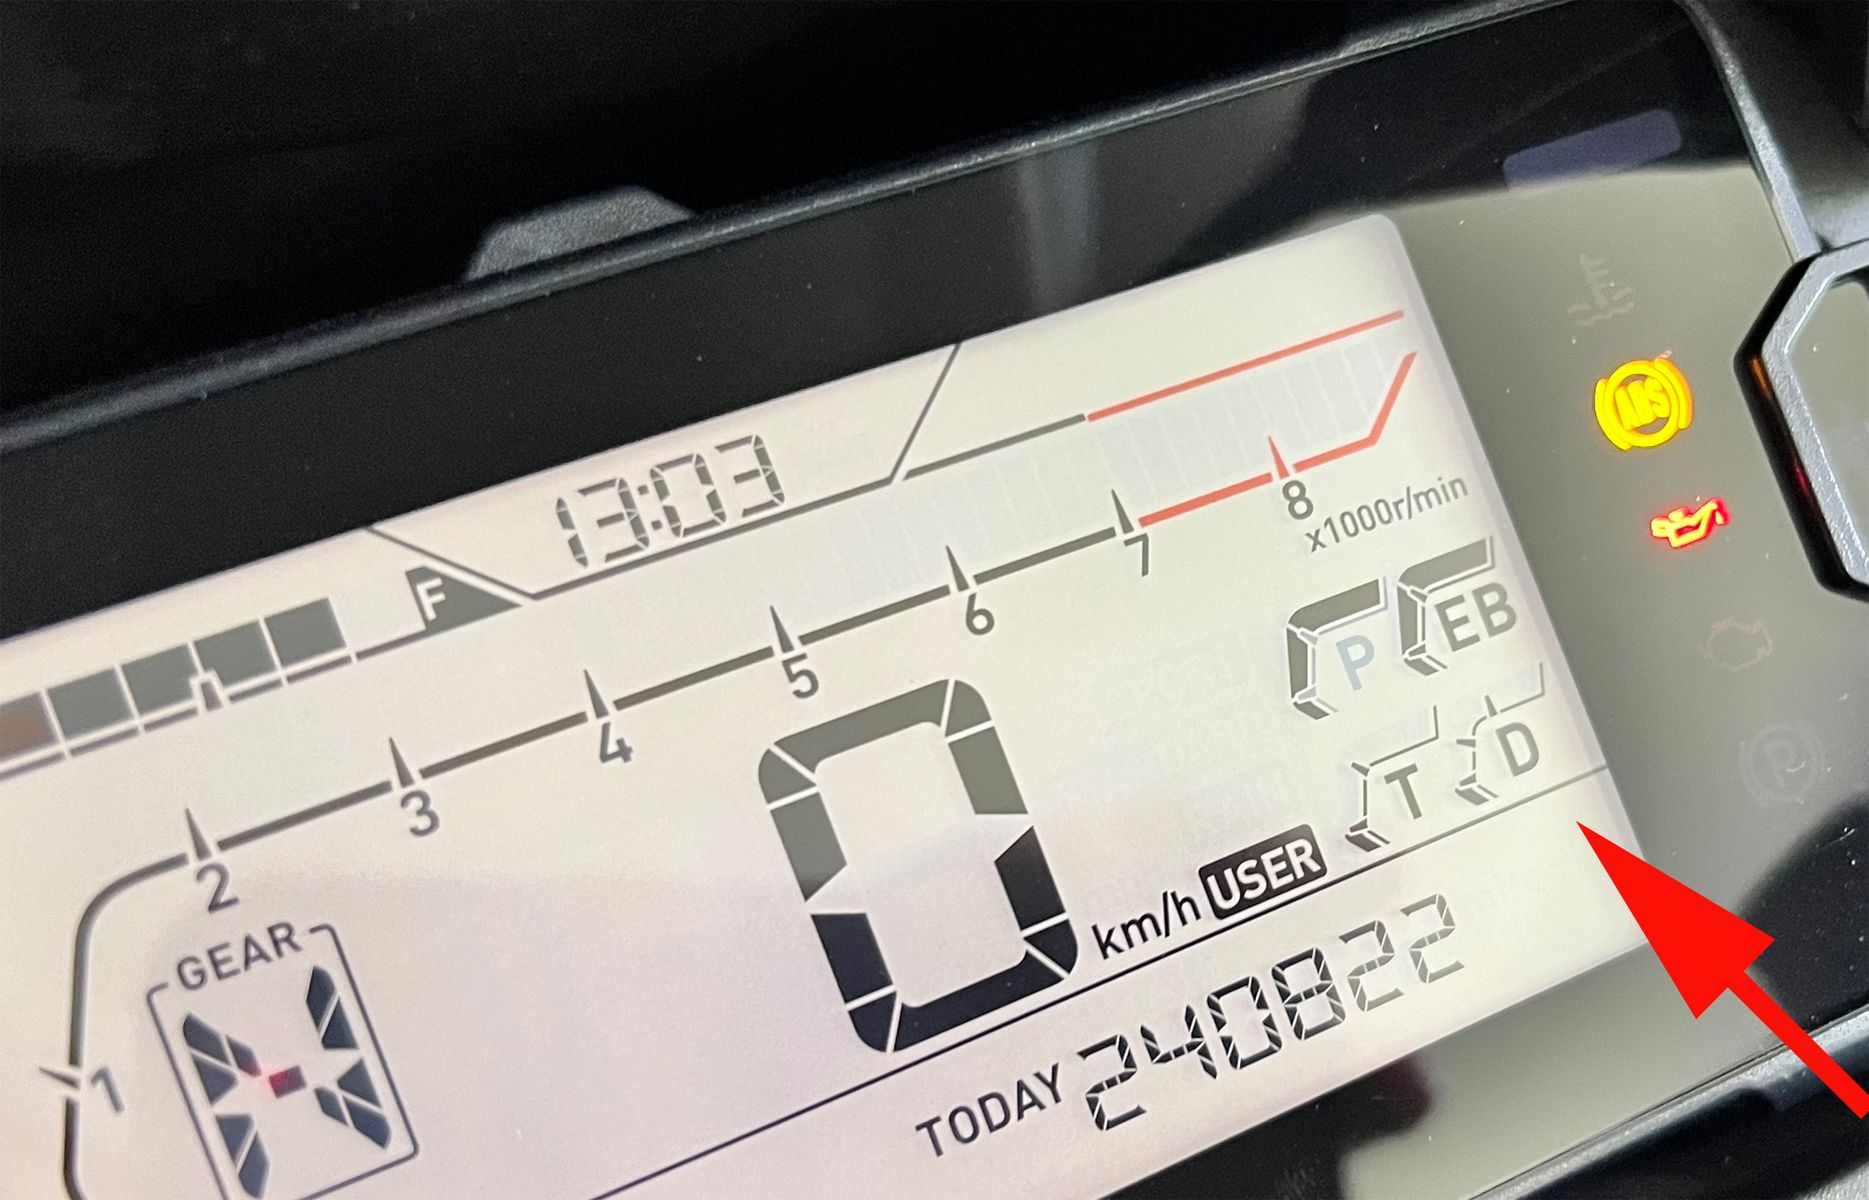 13:03
F
8
x1000r/min
7
6
5
4
3
2
1
P EB
T D
GEAR
0 km/h USER
TODAY 240822
ABS
P